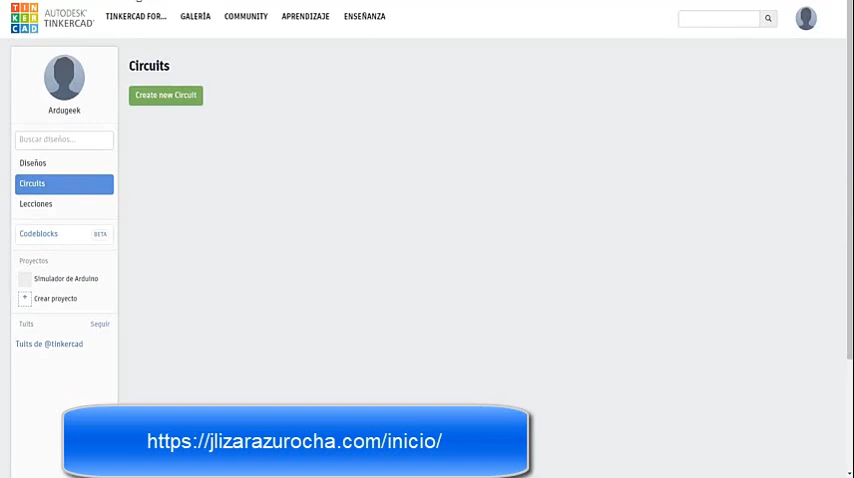 TIN
KER
CAD
AUTODESK®
TINKERCAD®
TINKERCAD FOR...
GALERÍA
COMMUNITY
APRENDIZAJE
ENSEÑANZA
Ardugeek
Buscar diseños...
Diseños
Circuits
Lecciones
Codeblocks
BETA
Proyectos
Simulador de Arduino
+ Crear proyecto
Tuits
Seguir
Tuits de @tinkercad
Circuits
Create new Circuit
https://jlizarazurocha.com/inicio/